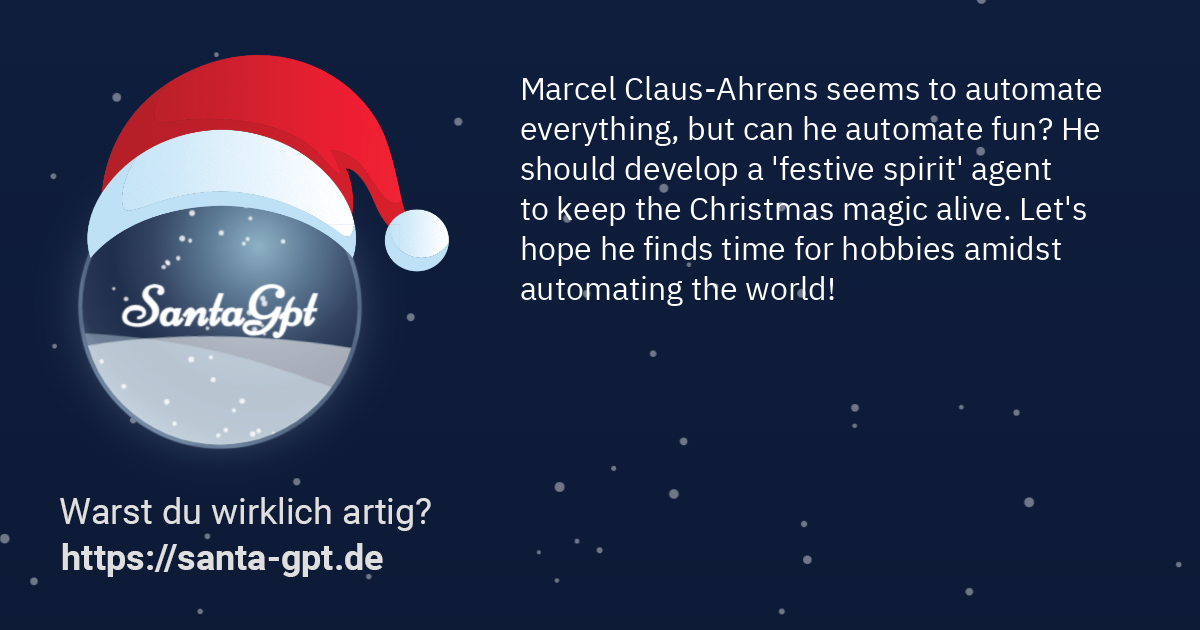 Marcel Claus-Ahrens seems to automate
everything, but can he automate fun? He
should develop a 'festive spirit' agent
to keep the Christmas magic alive. Let's
hope he finds time for hobbies amidst
automating the world!
SantaGpt
Warst du wirklich artig?
https://santa-gpt.de